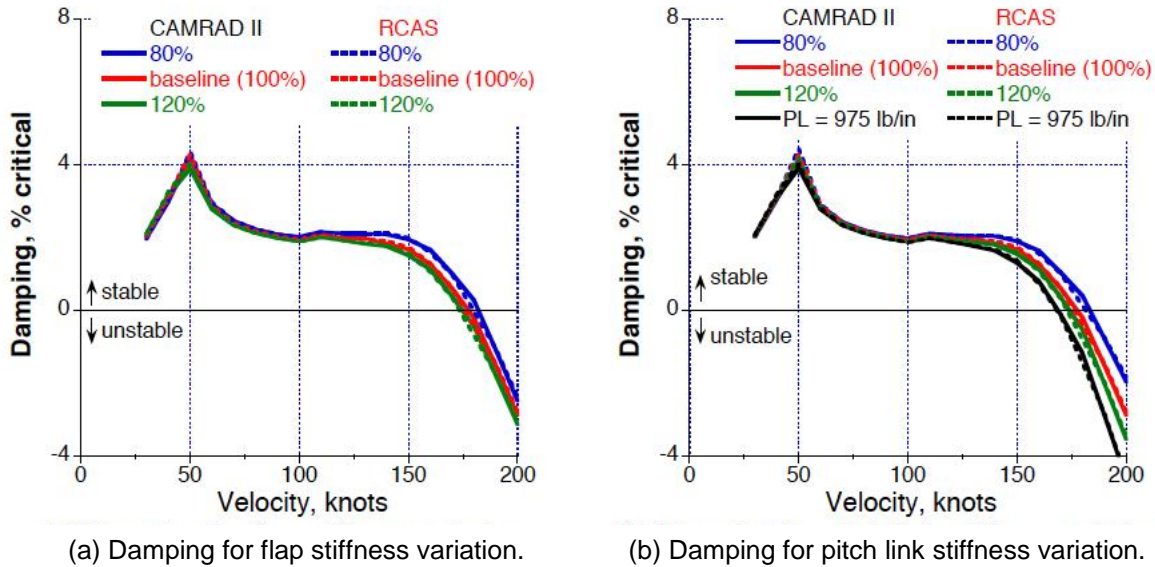 8
CAMRAD II RCAS
80% 80%
baseline (100%) baseline (100%)
120% 120%
4
Damping, % critical
stable
0
unstable
-4
0 50 100 150 200
Velocity, knots
(a) Damping for flap stiffness variation.
8
CAMRAD II RCAS
80% 80%
baseline (100%) baseline (100%)
120% 120%
PL = 975 lb/in PL = 975 lb/in
4
Damping, % critical
stable
0
unstable
-4
0 50 100 150 200
Velocity, knots
(b) Damping for pitch link stiffness variation.